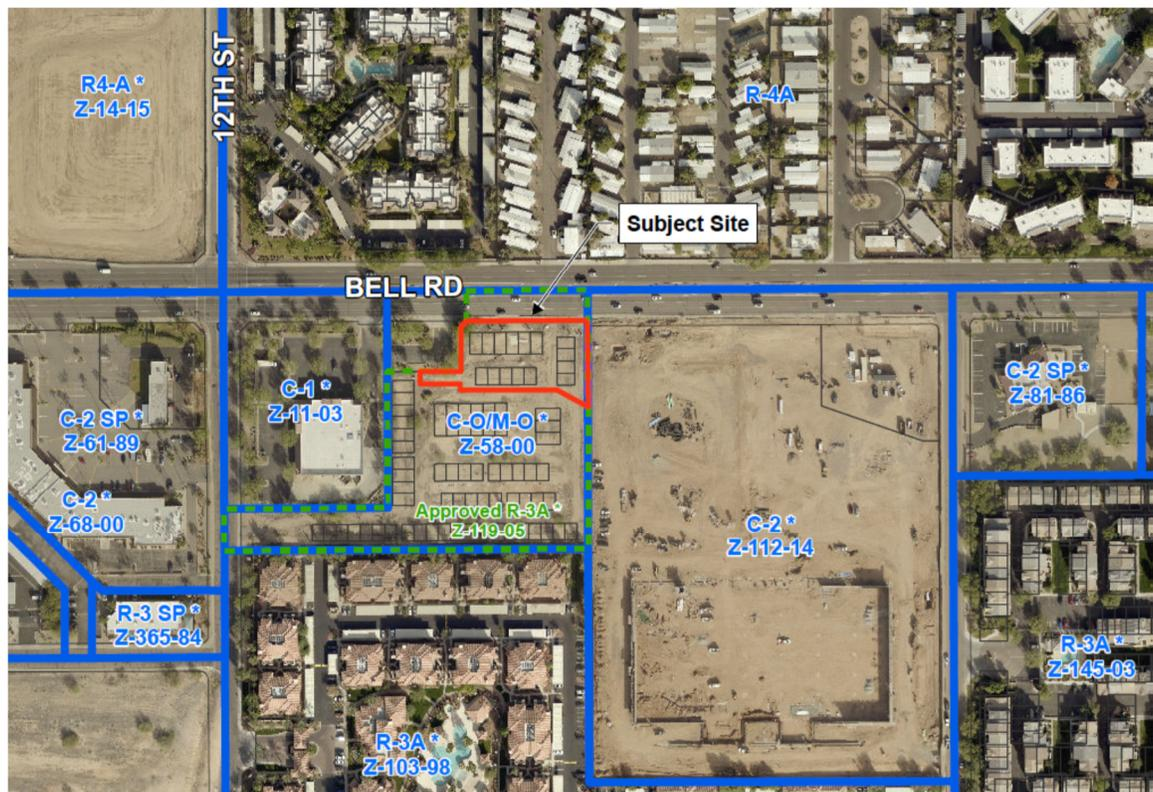 12TH ST
R4-A *
Z-14-15
R-4A
Subject Site
BELL RD
C-1 *
Z-11-03
C-2 SP *
Z-81-86
C-2 SP *
Z-61-89
C-O/M-O *
Z-58-00
C-2 *
Z-68-00
Approved R-3A *
Z-119-05
C-2 *
Z-112-14
R-3 SP *
Z-365-84
R-3A *
Z-145-03
R-3A *
Z-103-98